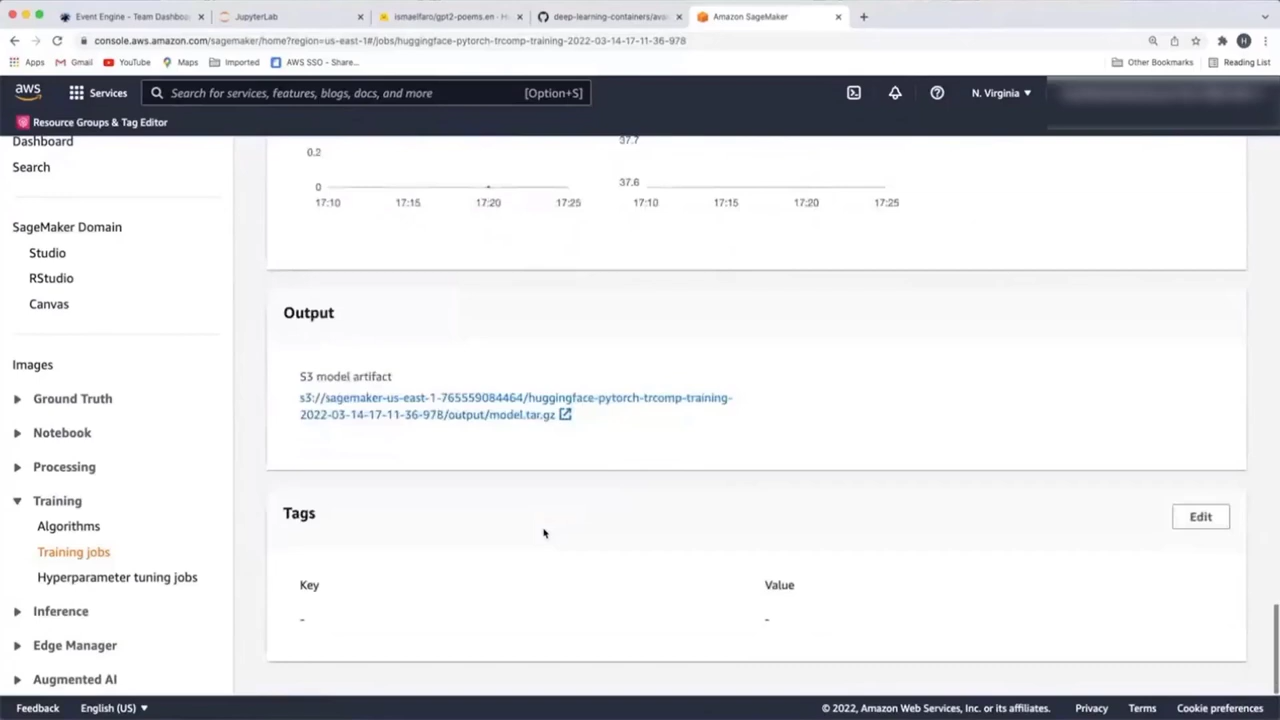 Event Engine - Team Dashboa
JupyterLab
ismaelfaro/gpt2-poems.en · H
deep-learning-containers/ava
Amazon SageMaker
console.aws.amazon.com/sagemaker/home?region=us-east-1#/jobs/huggingface-pytorch-trcomp-training-2022-03-14-17-11-36-978
H
Apps
Gmail
YouTube
Maps
Imported
AWS SSO - Share...
Other Bookmarks
Reading List
aws
Services
Search for services, features, blogs, docs, and more
[Option+S]
N. Virginia
Resource Groups & Tag Editor
Dashboard
Search
SageMaker Domain
Studio
RStudio
Canvas
Images
Ground Truth
Notebook
Processing
Training
Algorithms
Training jobs
Hyperparameter tuning jobs
Inference
Edge Manager
Augmented AI
0.2
0
17:10 17:15 17:20 17:25
37.7
37.6
17:10 17:15 17:20 17:25
Output
S3 model artifact
s3://sagemaker-us-east-1-765559084464/huggingface-pytorch-trcomp-training-
2022-03-14-17-11-36-978/output/model.tar.gz
Tags
Edit
Key Value
- -
Feedback
English (US)
© 2022, Amazon Web Services, Inc. or its affiliates.
Privacy
Terms
Cookie preferences